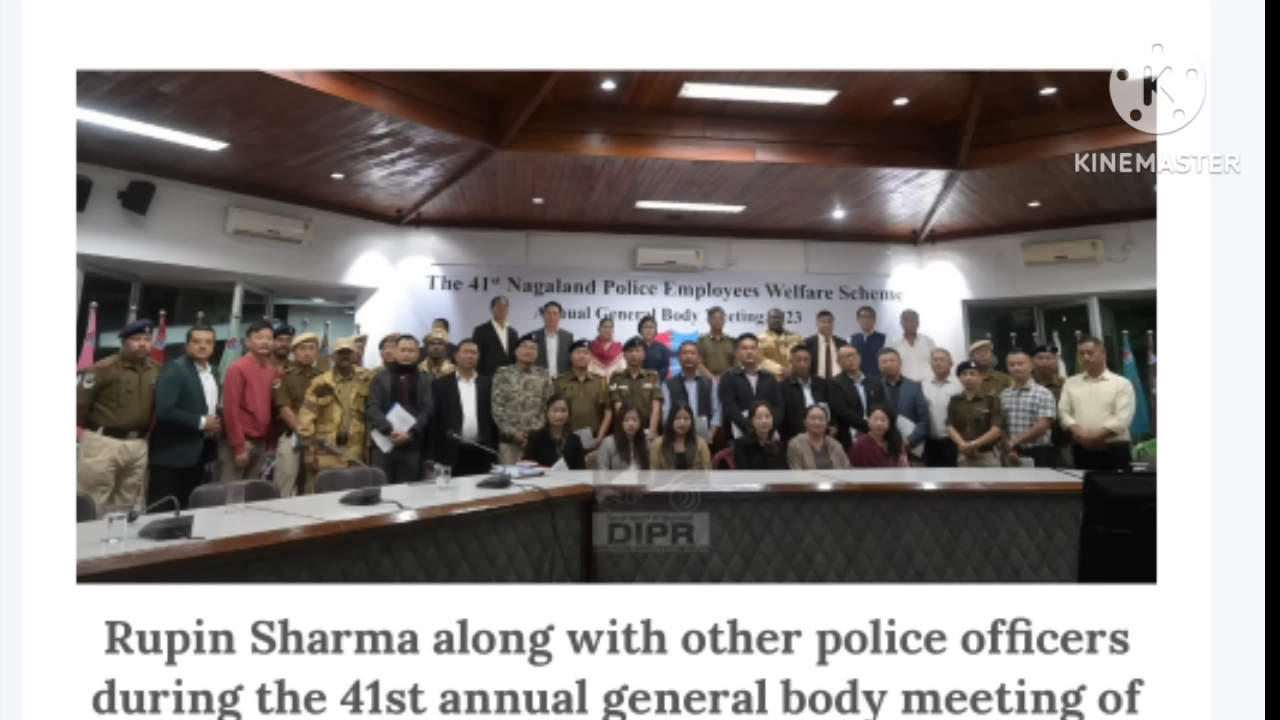 KINEMASTER
The 41st Nagaland Police Employees Welfare Scheme
Annual General Body Meeting 2023
DIPR
Rupin Sharma along with other police officers
during the 41st annual general body meeting of